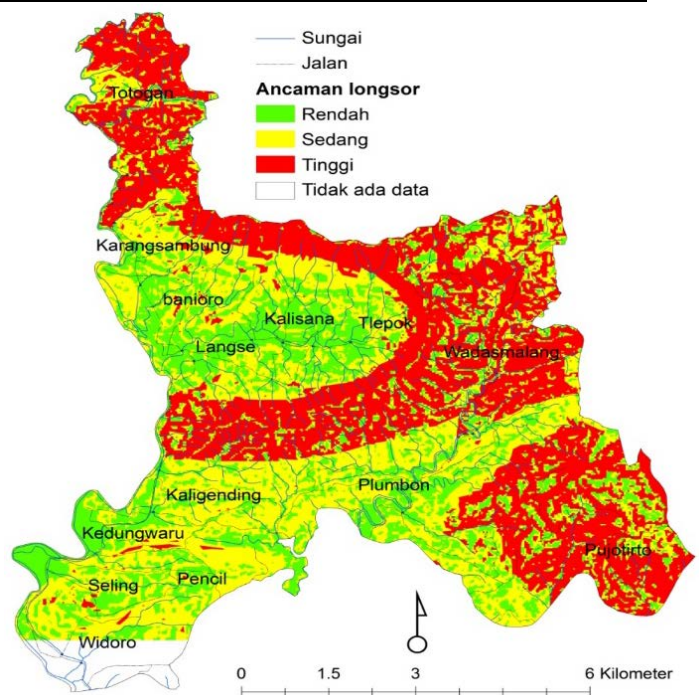 Sungai
Jalan
Ancaman longsor
Rendah
Sedang
Tinggi
Tidak ada data
Totogan
Karangsambung
banioro
Kalisana
Tlepok
Langse
Wadasmalang
Kaligending
Plumbon
Kedungwaru
Pujotirto
Seling
Pencil
Widoro
0 1.5 3 6 Kilometer